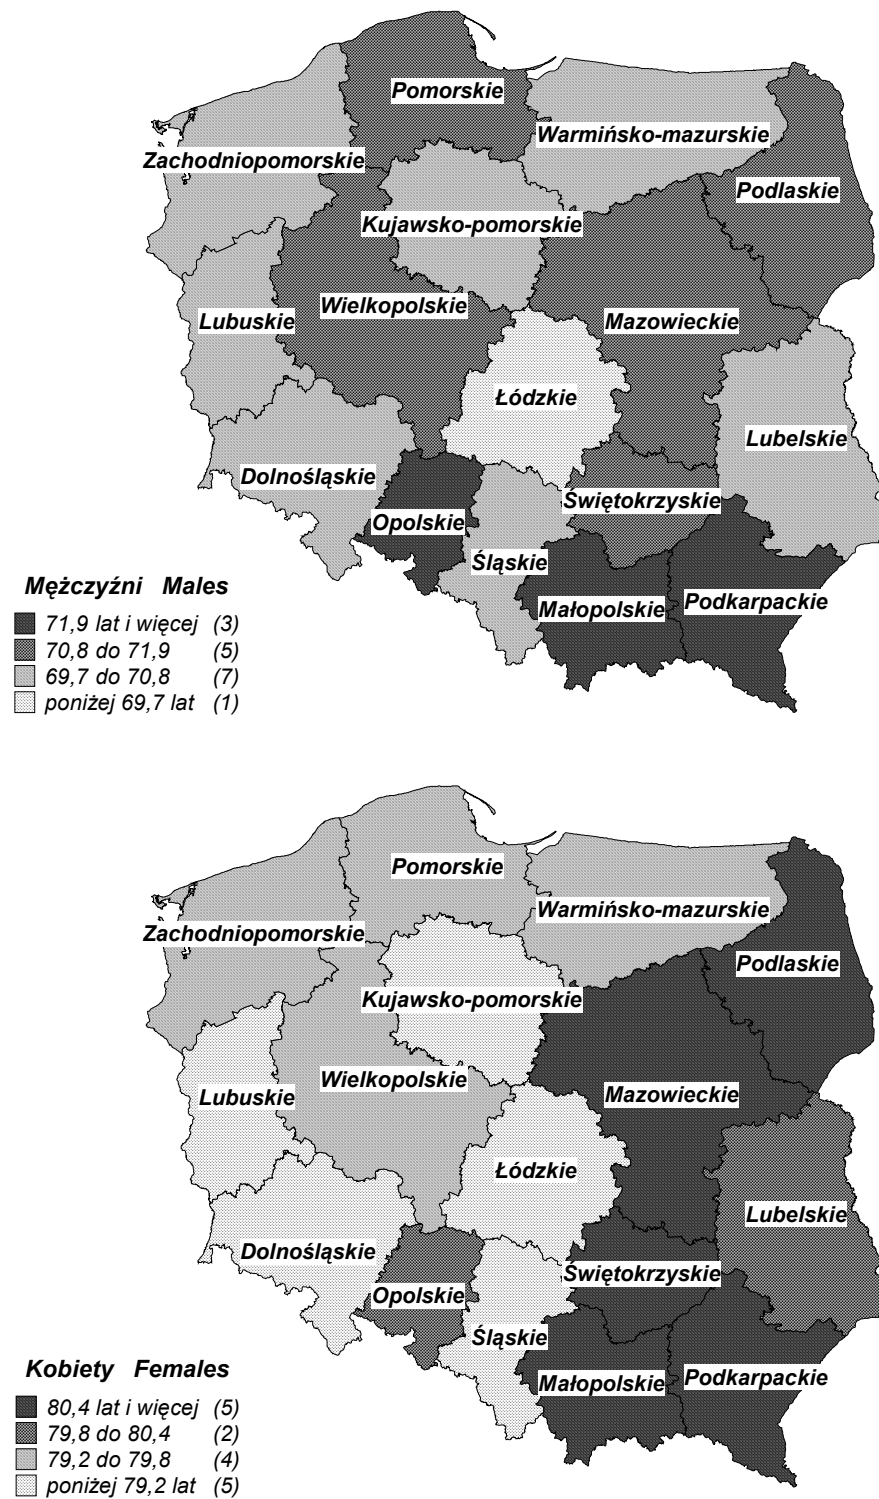 Pomorskie
Warmińsko-mazurskie
Zachodniopomorskie
Podlaskie
Kujawsko-pomorskie
Wielkopolskie
Lubuskie
Mazowieckie
Łódzkie
Lubelskie
Dolnośląskie
Świętokrzyskie
Opolskie
Śląskie
Małopolskie
Podkarpackie
Mężczyźni Males
71,9 lat i więcej (3)
70,8 do 71,9 (5)
69,7 do 70,8 (7)
poniżej 69,7 lat (1)
Pomorskie
Warmińsko-mazurskie
Zachodniopomorskie
Podlaskie
Kujawsko-pomorskie
Wielkopolskie
Lubuskie
Mazowieckie
Łódzkie
Lubelskie
Dolnośląskie
Świętokrzyskie
Opolskie
Śląskie
Małopolskie
Podkarpackie
Kobiety Females
80,4 lat i więcej (5)
79,8 do 80,4 (2)
79,2 do 79,8 (4)
poniżej 79,2 lat (5)